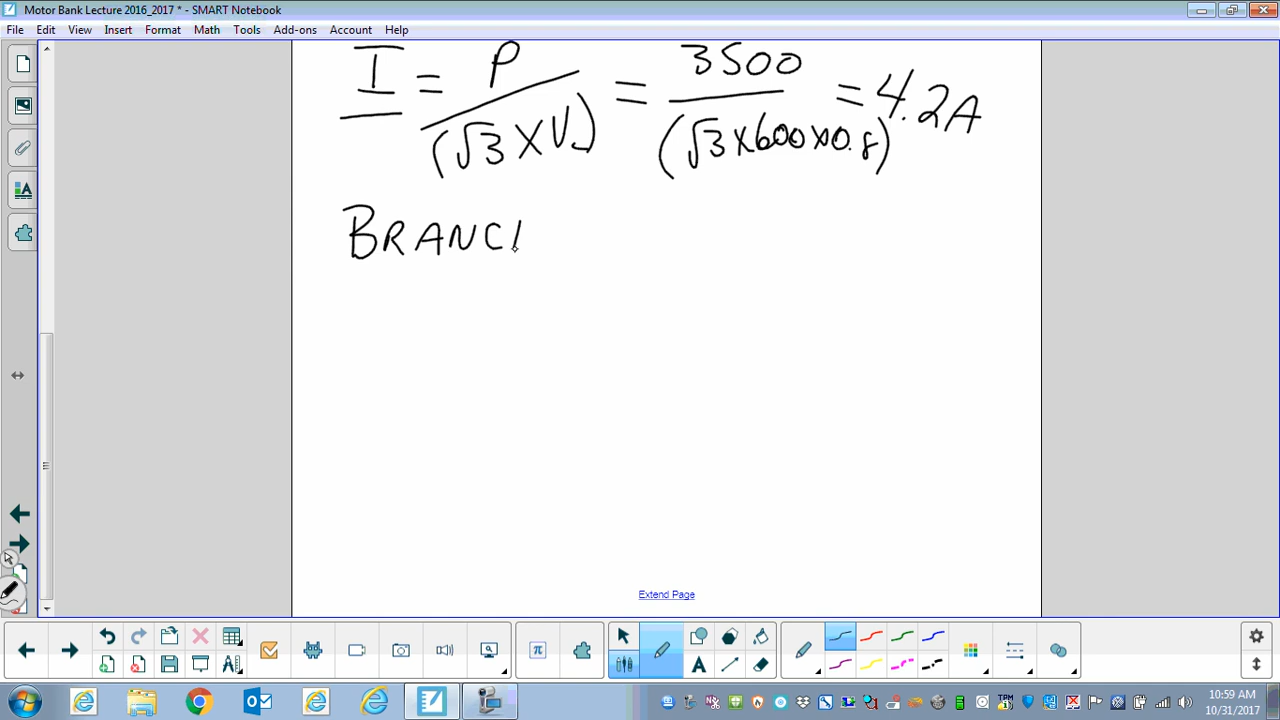 Motor Bank Lecture 2016_2017 * - SMART Notebook
File Edit View Insert Format Math Tools Add-ons Account Help
I = P / (√3 X V) = 3500 / (√3 X 600 X 0.8) = 4.2A
BRANC
Extend Page
10:59 AM
10/31/2017